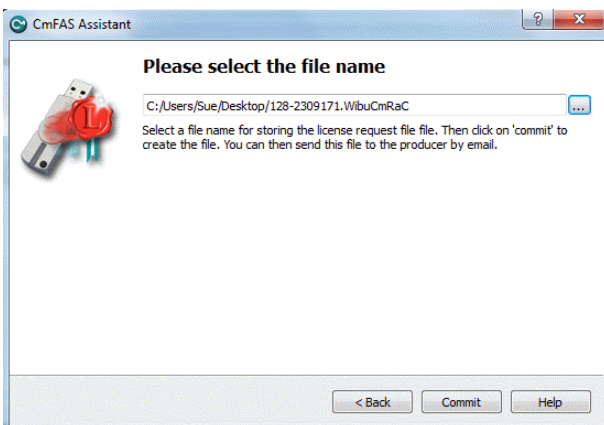 CmFAS Assistant
Please select the file name
C:/Users/Sue/Desktop/128-2309171.WibuCmRaC
...
Select a file name for storing the license request file file. Then click on 'commit' to
create the file. You can then send this file to the producer by email.
L
< Back
Commit
Help